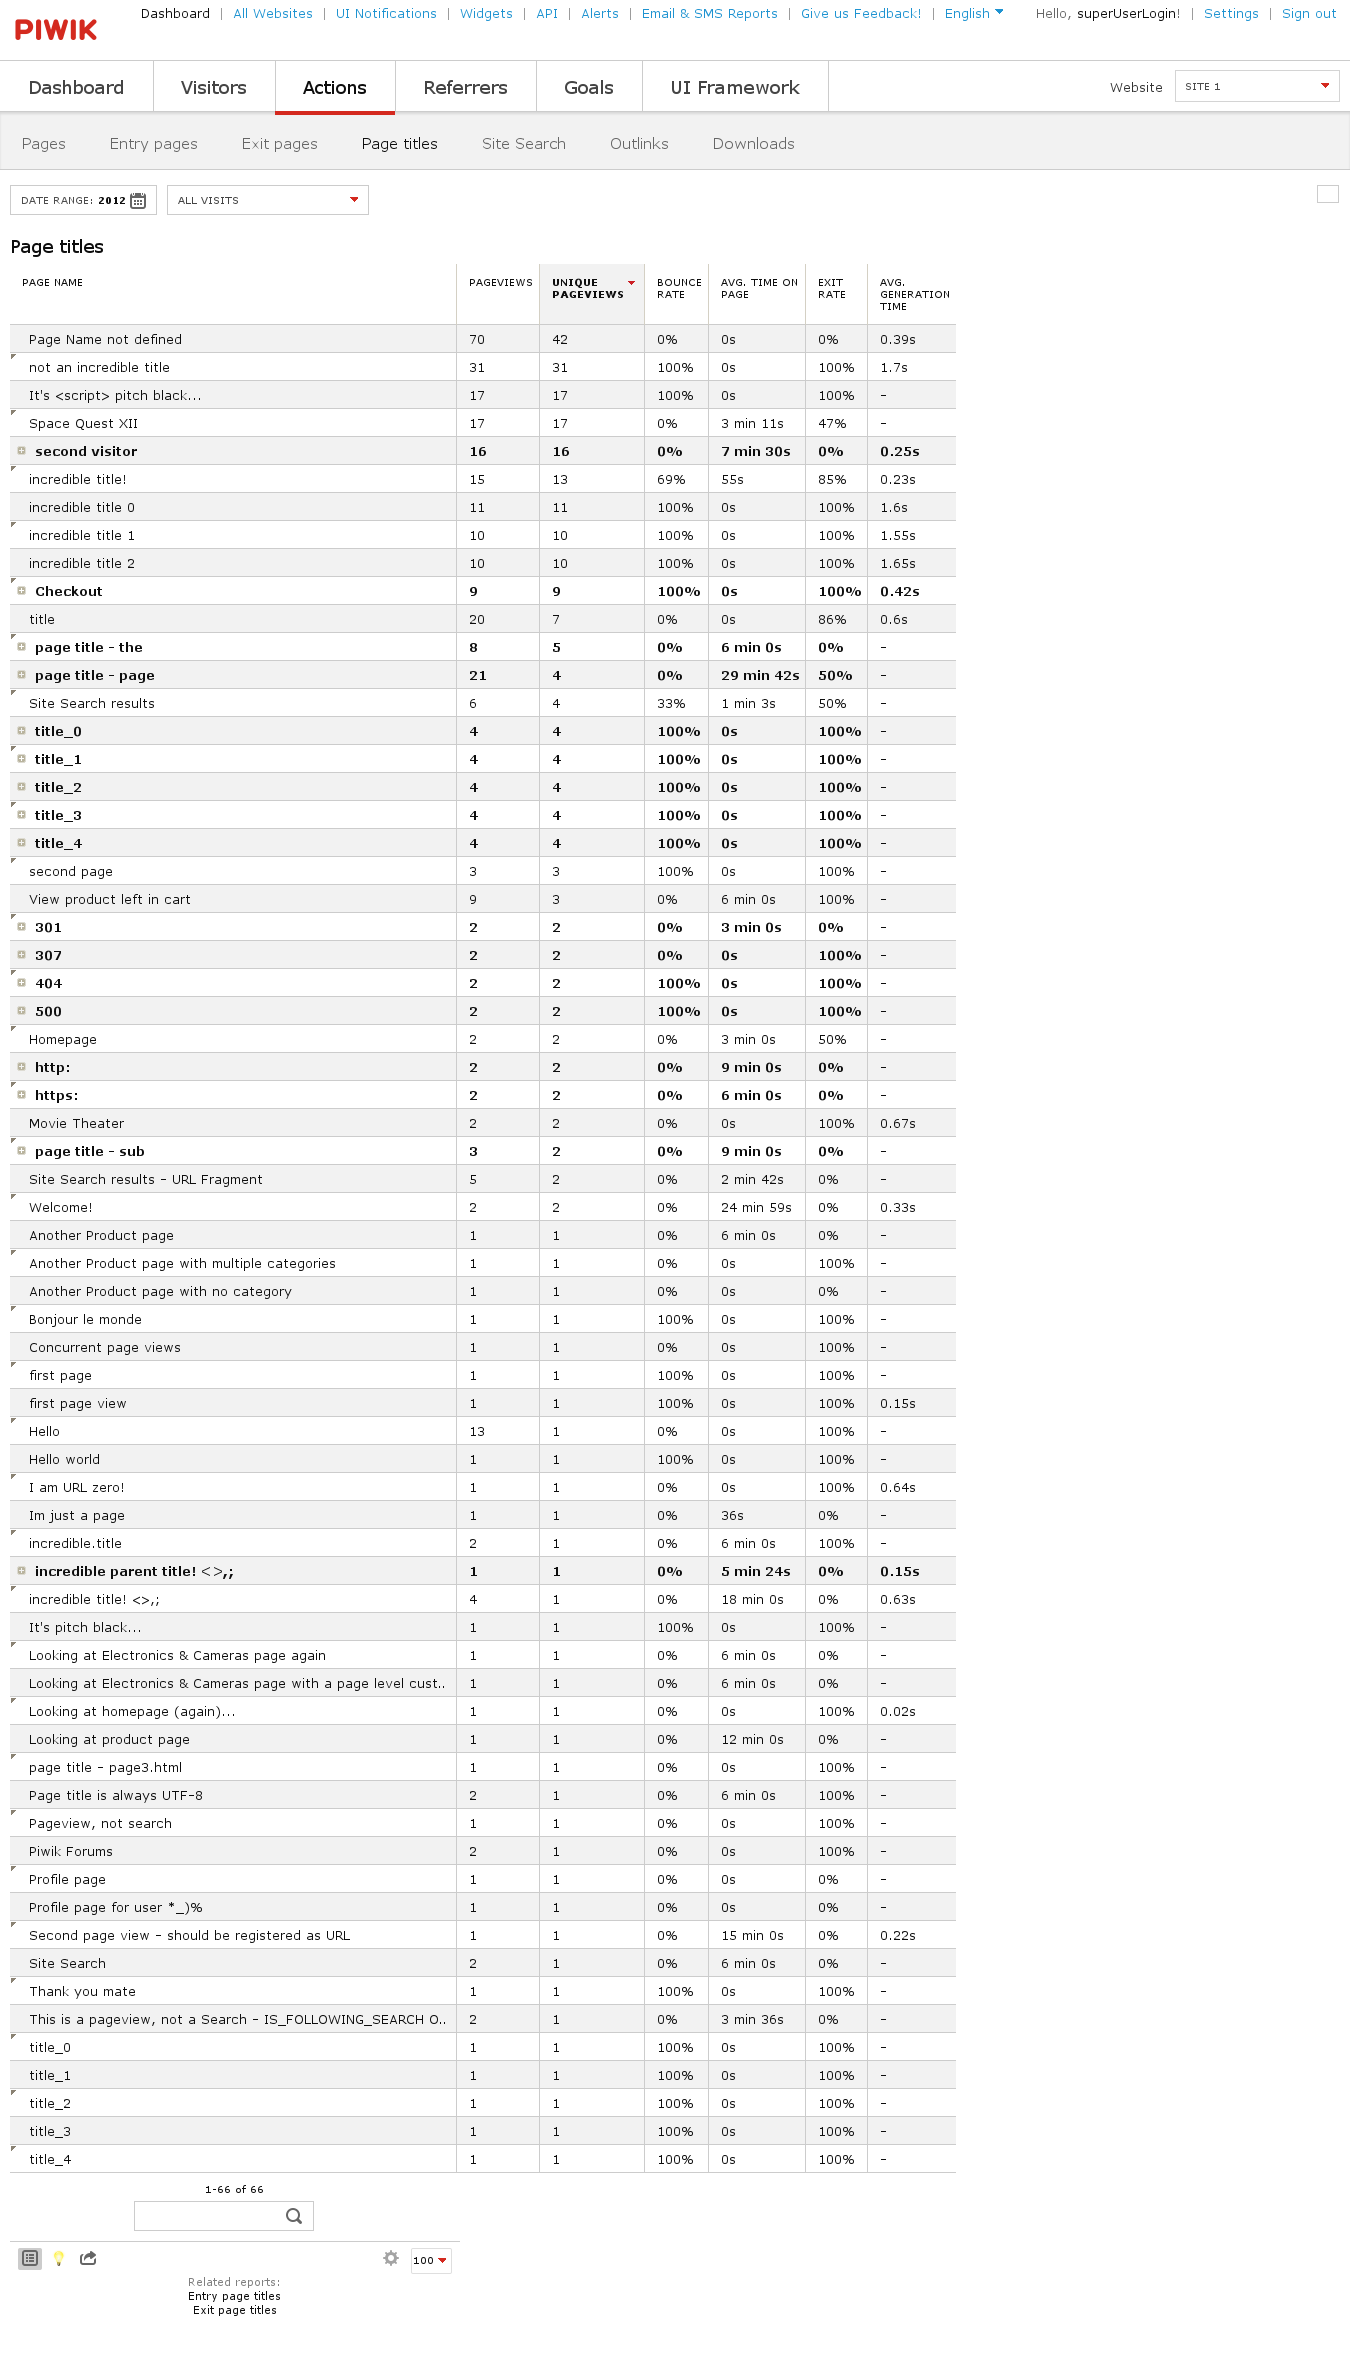 PIWIK
Dashboard | All Websites | UI Notifications | Widgets | API | Alerts | Email & SMS Reports | Give us Feedback! | English Hello, superUserLogin! | Settings | Sign out
Dashboard Visitors Actions Referrers Goals UI Framework Website SITE 1
Pages Entry pages Exit pages Page titles Site Search Outlinks Downloads
DATE RANGE: 2012 ALL VISITS
Page titles
PAGE NAME PAGEVIEWS UNIQUE PAGEVIEWS BOUNCE RATE AVG. TIME ON PAGE EXIT RATE AVG. GENERATION TIME
Page Name not defined 70 42 0% 0s 0% 0.39s
not an incredible title 31 31 100% 0s 100% 1.7s
It's <script> pitch black... 17 17 100% 0s 100% -
Space Quest XII 17 17 0% 3 min 11s 47% -
second visitor 16 16 0% 7 min 30s 0% 0.25s
incredible title! 15 13 69% 55s 85% 0.23s
incredible title 0 11 11 100% 0s 100% 1.6s
incredible title 1 10 10 100% 0s 100% 1.55s
incredible title 2 10 10 100% 0s 100% 1.65s
Checkout 9 9 100% 0s 100% 0.42s
title 20 7 0% 0s 86% 0.6s
page title - the 8 5 0% 6 min 0s 0% -
page title - page 21 4 0% 29 min 42s 50% -
Site Search results 6 4 33% 1 min 3s 50% -
title_0 4 4 100% 0s 100% -
title_1 4 4 100% 0s 100% -
title_2 4 4 100% 0s 100% -
title_3 4 4 100% 0s 100% -
title_4 4 4 100% 0s 100% -
second page 3 3 100% 0s 100% -
View product left in cart 9 3 0% 6 min 0s 100% -
301 2 2 0% 3 min 0s 0% -
307 2 2 0% 0s 100% -
404 2 2 100% 0s 100% -
500 2 2 100% 0s 100% -
Homepage 2 2 0% 3 min 0s 50% -
http: 2 2 0% 9 min 0s 0% -
https: 2 2 0% 6 min 0s 0% -
Movie Theater 2 2 0% 0s 100% 0.67s
page title - sub 3 2 0% 9 min 0s 0% -
Site Search results - URL Fragment 5 2 0% 2 min 42s 0% -
Welcome! 2 2 0% 24 min 59s 0% 0.33s
Another Product page 1 1 0% 6 min 0s 0% -
Another Product page with multiple categories 1 1 0% 0s 100% -
Another Product page with no category 1 1 0% 0s 0% -
Bonjour le monde 1 1 100% 0s 100% -
Concurrent page views 1 1 0% 0s 100% -
first page 1 1 100% 0s 100% -
first page view 1 1 100% 0s 100% 0.15s
Hello 13 1 0% 0s 100% -
Hello world 1 1 100% 0s 100% -
I am URL zero! 1 1 0% 0s 100% 0.64s
Im just a page 1 1 0% 36s 0% -
incredible.title 2 1 0% 6 min 0s 100% -
incredible parent title! <>,; 1 1 0% 5 min 24s 0% 0.15s
incredible title! <>,; 4 1 0% 18 min 0s 0% 0.63s
It's pitch black... 1 1 100% 0s 100% -
Looking at Electronics & Cameras page again 1 1 0% 6 min 0s 0% -
Looking at Electronics & Cameras page with a page level cust.. 1 1 0% 6 min 0s 0% -
Looking at homepage (again)... 1 1 0% 0s 100% 0.02s
Looking at product page 1 1 0% 12 min 0s 0% -
page title - page3.html 1 1 0% 0s 100% -
Page title is always UTF-8 2 1 0% 6 min 0s 100% -
Pageview, not search 1 1 0% 0s 100% -
Piwik Forums 2 1 0% 0s 100% -
Profile page 1 1 0% 0s 0% -
Profile page for user *_)% 1 1 0% 0s 0% -
Second page view - should be registered as URL 1 1 0% 15 min 0s 0% 0.22s
Site Search 2 1 0% 6 min 0s 0% -
Thank you mate 1 1 100% 0s 100% -
This is a pageview, not a Search - IS_FOLLOWING_SEARCH O.. 2 1 0% 3 min 36s 0% -
title_0 1 1 100% 0s 100% -
title_1 1 1 100% 0s 100% -
title_2 1 1 100% 0s 100% -
title_3 1 1 100% 0s 100% -
title_4 1 1 100% 0s 100% -
1-66 of 66
100
Related reports:
Entry page titles
Exit page titles